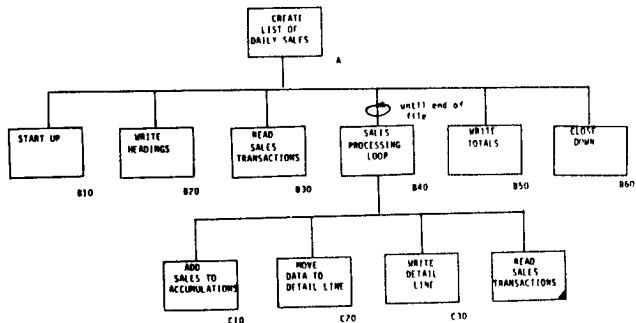 CREATE
LIST OF
DAILY SALES
A
until end of
file
START UP
WRITE
HEADINGS
READ
SALES
TRANSACTIONS
SALES
PROCESSING
LOOP
WRITE
TOTALS
CLOSE
DOWN
B10
B20
B30
B40
B50
B60
ADD
SALES TO
ACCUMULATIONS
MOVE
DATA TO
DETAIL LINE
WRITE
DETAIL
LINE
READ
SALES
TRANSACTIONS
C10
C20
C30